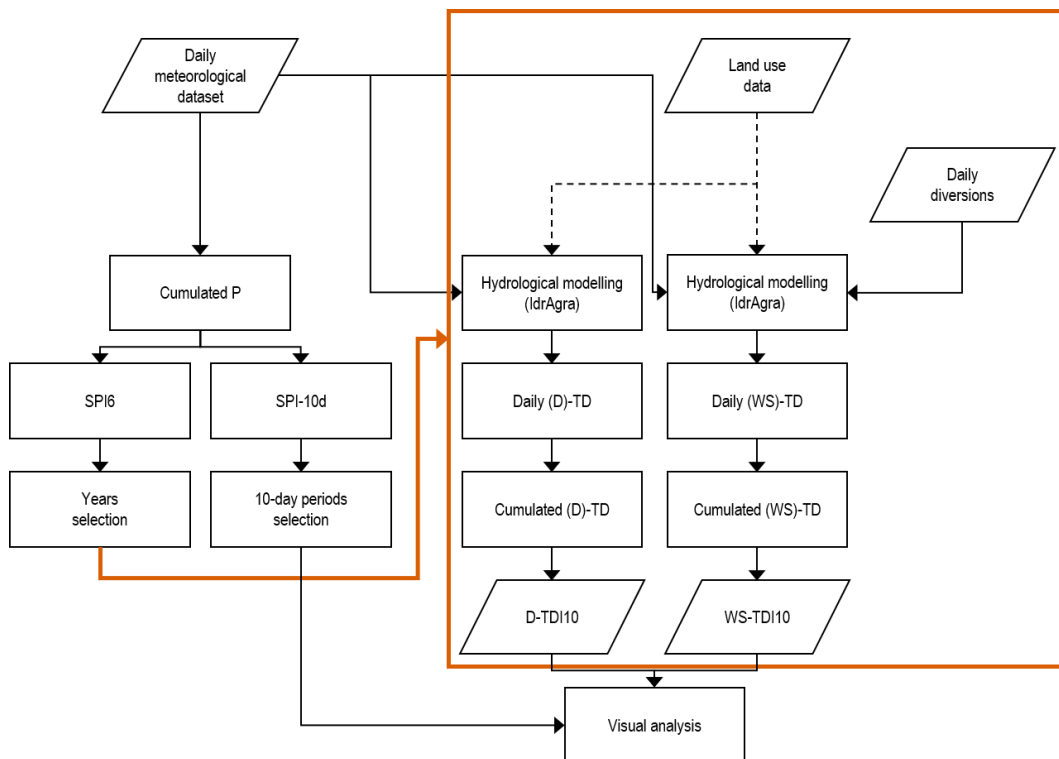 Daily
meteorological
dataset
Land use
data
Daily
diversions
Cumulated P
Hydrological modelling
(IdrAgra)
Hydrological modelling
(IdrAgra)
SPI6
SPI-10d
Daily (D)-TD
Daily (WS)-TD
Years
selection
10-day periods
selection
Cumulated (D)-TD
Cumulated (WS)-TD
D-TDI10
WS-TDI10
Visual analysis